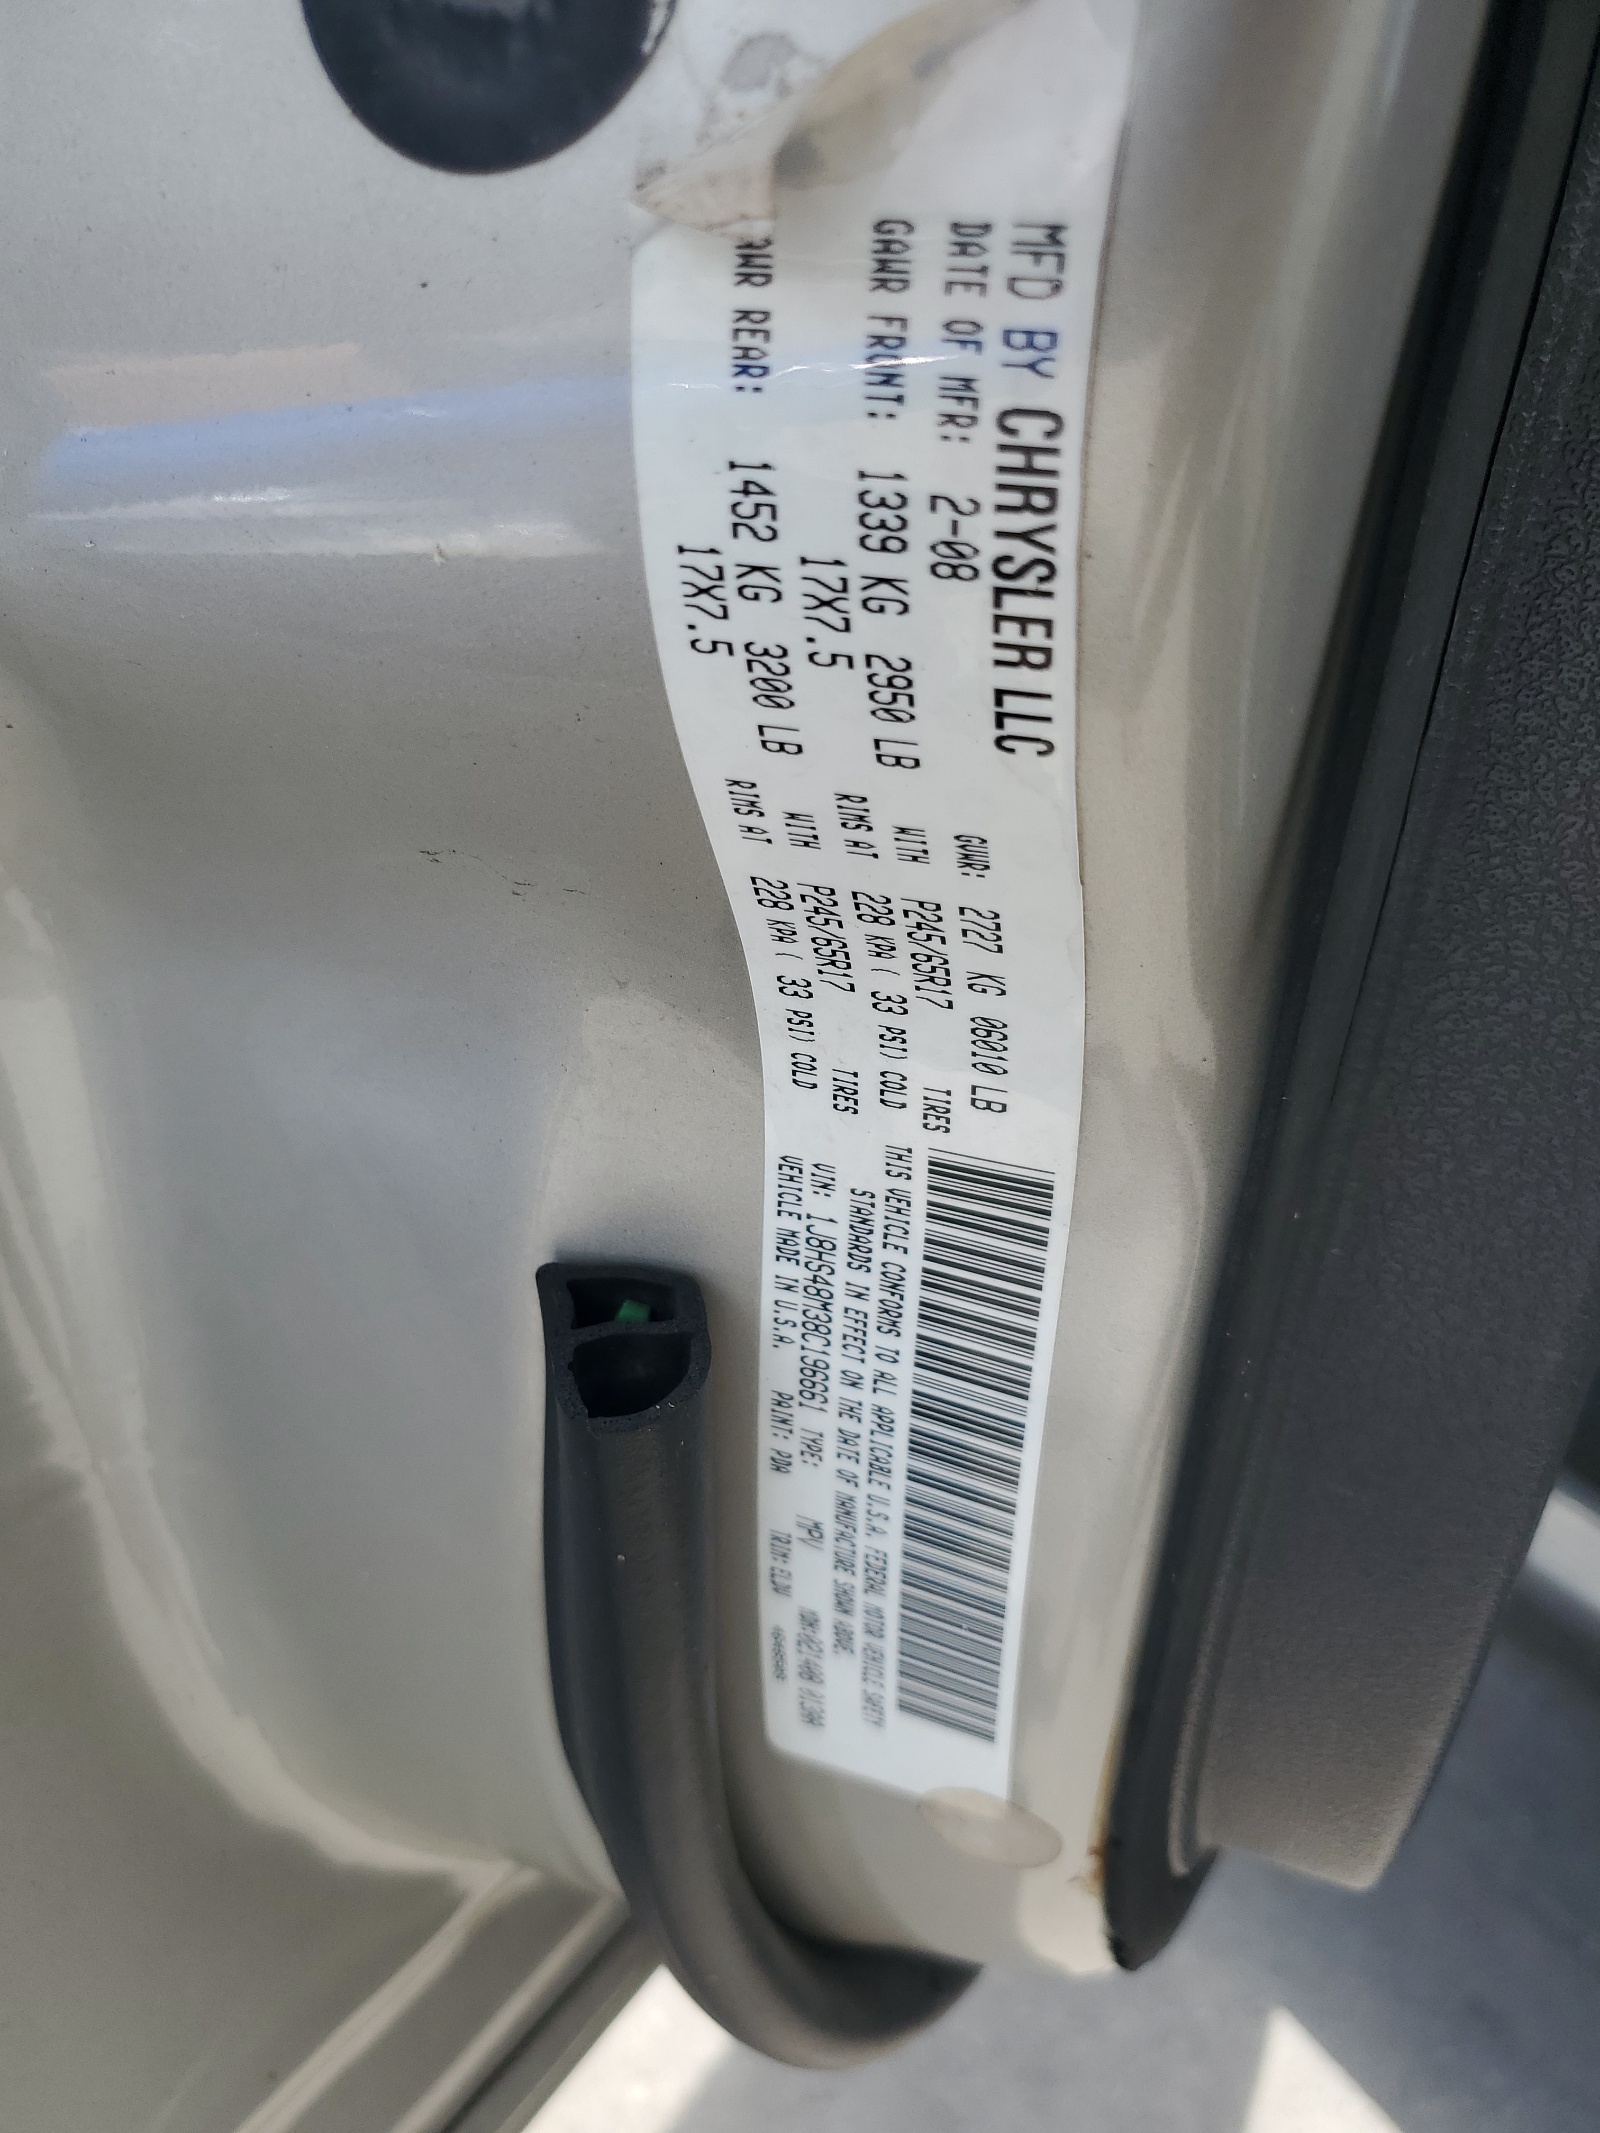 MFD BY CHRYSLER LLC
DATE OF MFR: 2-08 GVWR: 2727 KG 06010 LB
GAWR FRONT: 1339 KG 2950 LB WITH P245/65R17 TIRES
17X7.5 RIMS AT 228 KPA ( 33 PSI) COLD
AWR REAR: 1452 KG 3200 LB WITH P245/65R17 TIRES
17X7.5 RIMS AT 228 KPA ( 33 PSI) COLD
THIS VEHICLE CONFORMS TO ALL APPLICABLE U.S.A. FEDERAL MOTOR VEHICLE SAFETY
STANDARDS IN EFFECT ON THE DATE OF MANUFACTURE SHOWN ABOVE.
VIN: 1J8HS48M38C196661 TYPE: MPV
VEHICLE MADE IN U.S.A. PAINT: PDA TRIM: